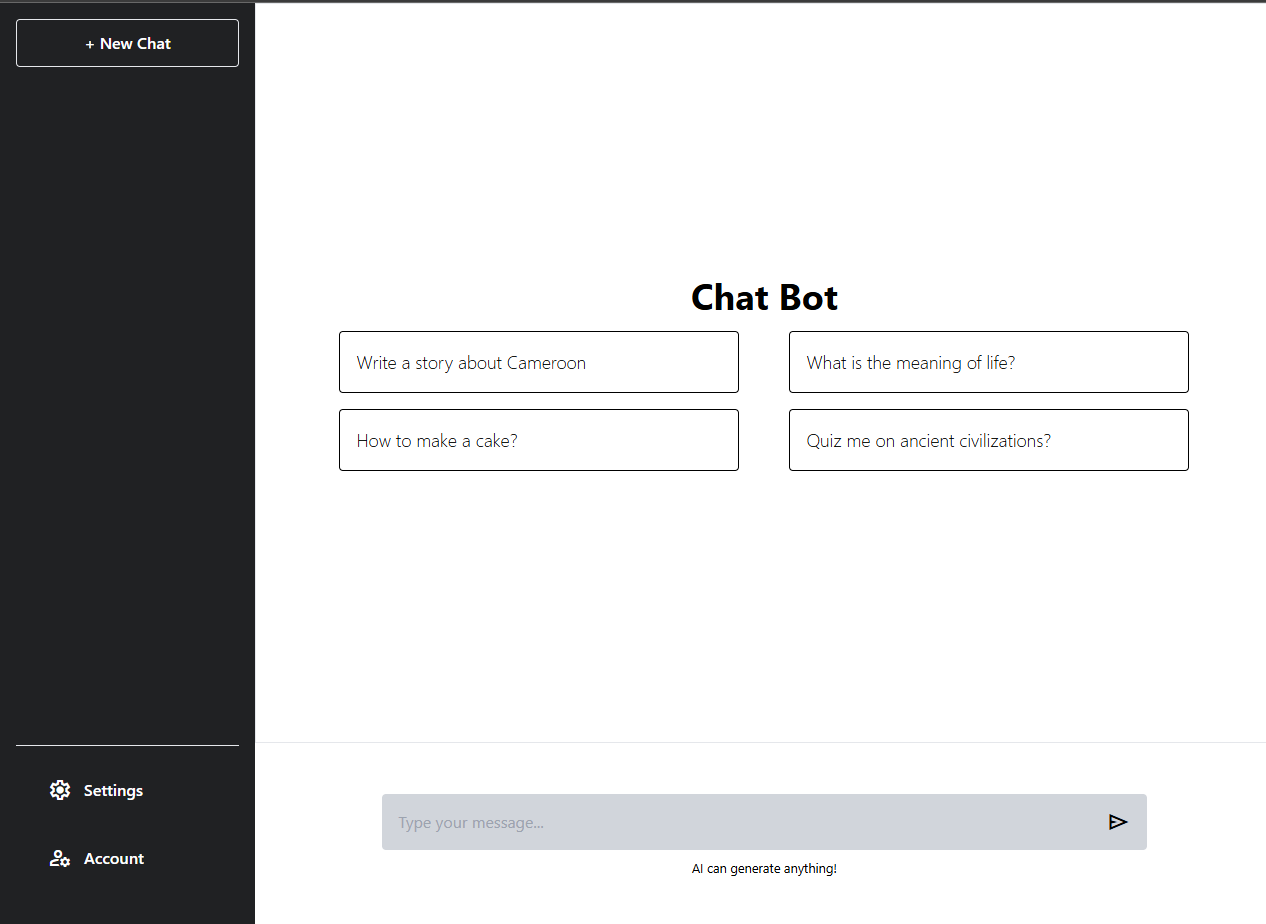 + New Chat
Chat Bot
Write a story about Cameroon
What is the meaning of life?
How to make a cake?
Quiz me on ancient civilizations?
Settings
Account
Type your message...
AI can generate anything!